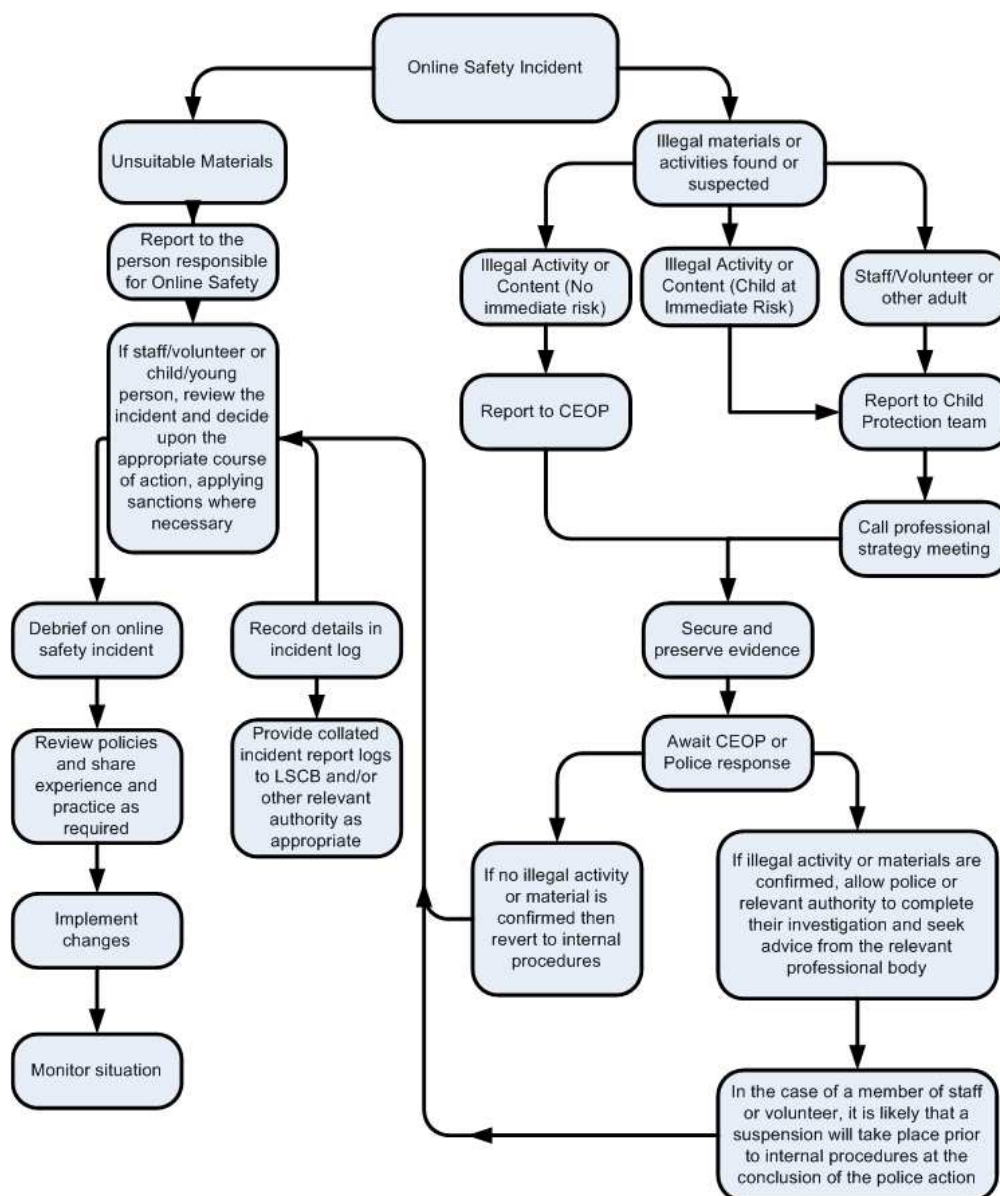 Online Safety Incident
Unsuitable Materials
Report to the
person responsible
for Online Safety
If staff/volunteer or
child/young
person, review the
incident and decide
upon the
appropriate course
of action, applying
sanctions where
necessary
Debrief on online
safety incident
Review policies
and share
experience and
practice as
required
Implement
changes
Monitor situation
Record details in
incident log
Provide collated
incident report logs
to LSCB and/or
other relevant
authority as
appropriate
Illegal materials or
activities found or
suspected
Illegal Activity or
Content (No
immediate risk)
Illegal Activity or
Content (Child at
Immediate Risk)
Staff/Volunteer or
other adult
Report to CEOP
Report to Child
Protection team
Call professional
strategy meeting
Secure and
preserve evidence
Await CEOP or
Police response
If no illegal activity
or material is
confirmed then
revert to internal
procedures
If illegal activity or materials are
confirmed, allow police or
relevant authority to complete
their investigation and seek
advice from the relevant
professional body
In the case of a member of staff
or volunteer, it is likely that a
suspension will take place prior
to internal procedures at the
conclusion of the police action